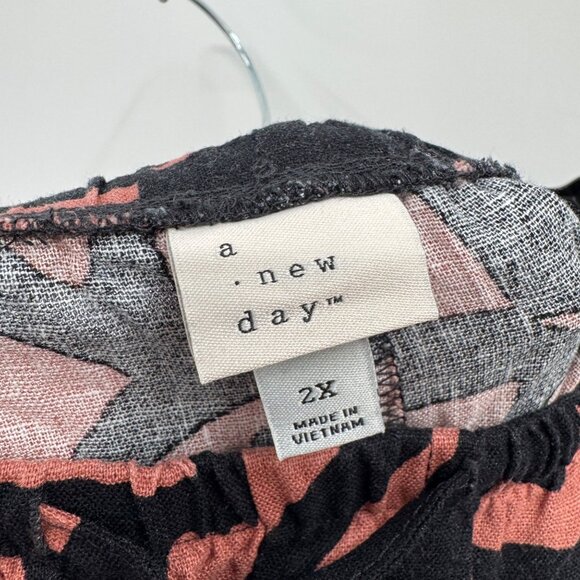 a
. new
day™
2X
MADE IN
VIETNAM